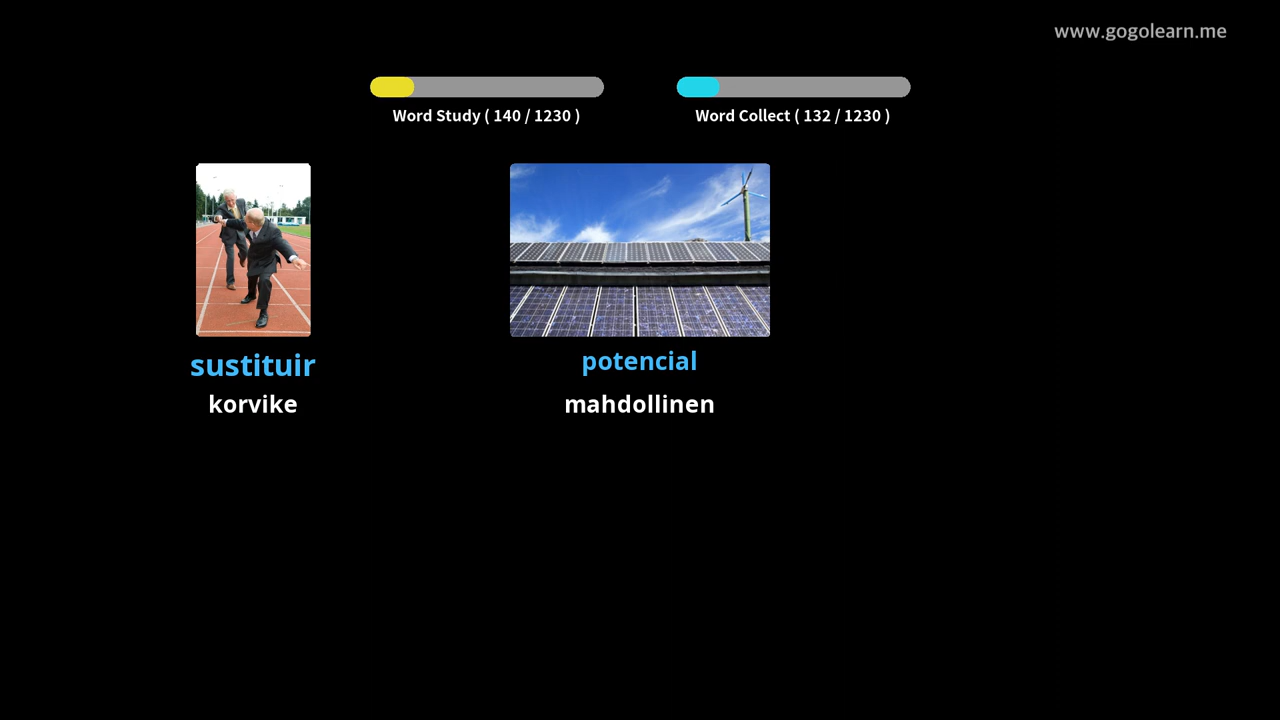 www.gogolearn.me
Word Study ( 140 / 1230 )
Word Collect ( 132 / 1230 )
sustituir
korvike
potencial
mahdollinen